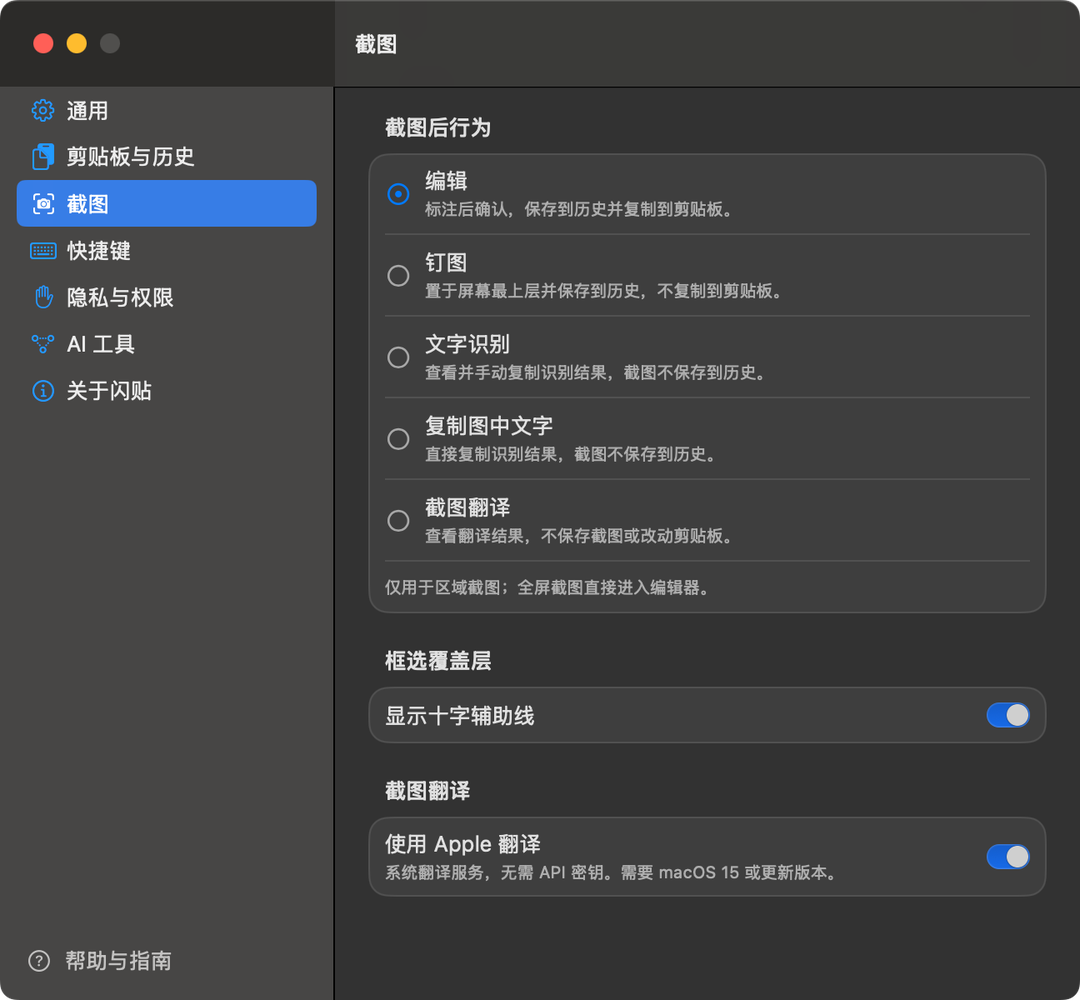 截图
通用
剪贴板与历史
截图
快捷键
隐私与权限
AI 工具
关于闪贴
帮助与指南
截图后行为
编辑
标注后确认，保存到历史并复制到剪贴板。
钉图
置于屏幕最上层并保存到历史，不复制到剪贴板。
文字识别
查看并手动复制识别结果，截图不保存到历史。
复制图中文字
直接复制识别结果，截图不保存到历史。
截图翻译
查看翻译结果，不保存截图或改动剪贴板。
仅用于区域截图；全屏截图直接进入编辑器。
框选覆盖层
显示十字辅助线
截图翻译
使用 Apple 翻译
系统翻译服务，无需 API 密钥。需要 macOS 15 或更新版本。